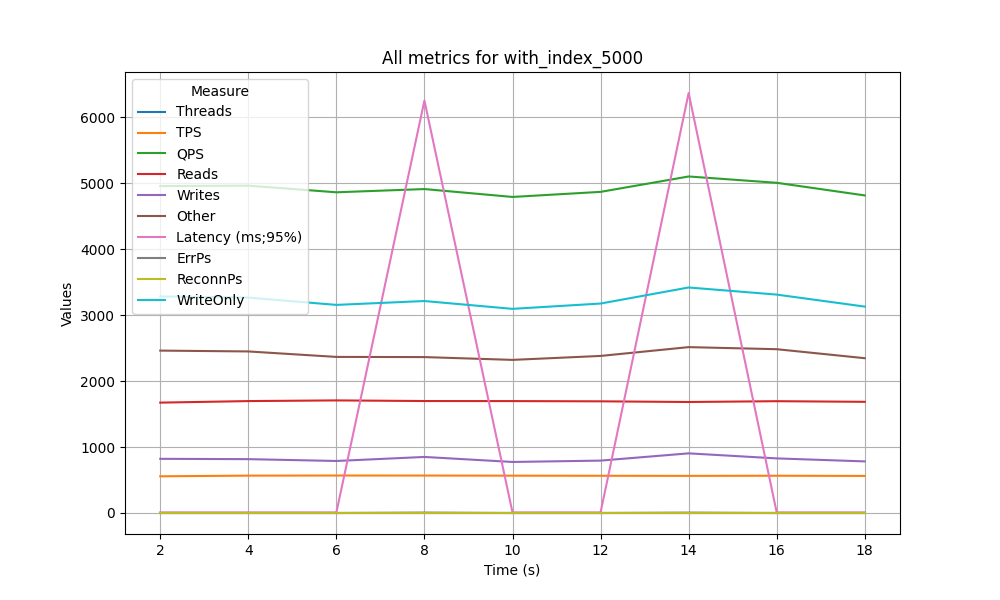 All metrics for with_index_5000
Measure
Threads
TPS
QPS
Reads
Writes
Other
Latency (ms;95%)
ErrPs
ReconnPs
WriteOnly
Values
6000
5000
4000
3000
2000
1000
0
2 4 6 8 10 12 14 16 18
Time (s)